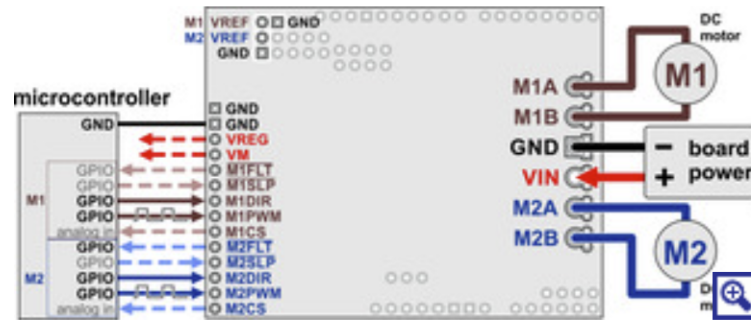 M1 VREF GND
M2 VREF
GND
DC
motor
M1
M1A
M1B
GND
VIN
M2A
M2B
board
power
M2
microcontroller
GND
GND
GND
VREG
VM
M1
GPIO M1FLT
GPIO M1SLP
GPIO M1DIR
GPIO M1PWM
analog in M1CS
M2
GPIO M2FLT
GPIO M2SLP
GPIO M2DIR
GPIO M2PWM
analog in M2CS